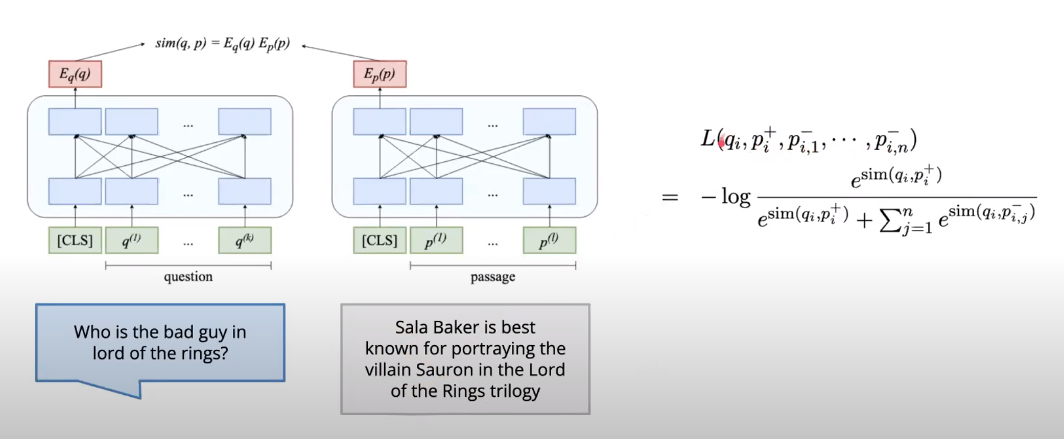 sim(q, p) = E_q(q) E_p(p)
E_q(q)
E_p(p)
...
...
...
...
[CLS] q^(1) ... q^(k)
[CLS] p^(1) ... p^(l)
question
passage
Who is the bad guy in
lord of the rings?
Sala Baker is best
known for portraying the
villain Sauron in the Lord
of the Rings trilogy
L(q_i, p_i^+, p_{i,1}^-, ⋯ , p_{i,n}^-)
= − log e^{sim(q_i,p_i^+)} / (e^{sim(q_i,p_i^+)} + ∑_{j=1}^n e^{sim(q_i,p_{i,j}^-)})